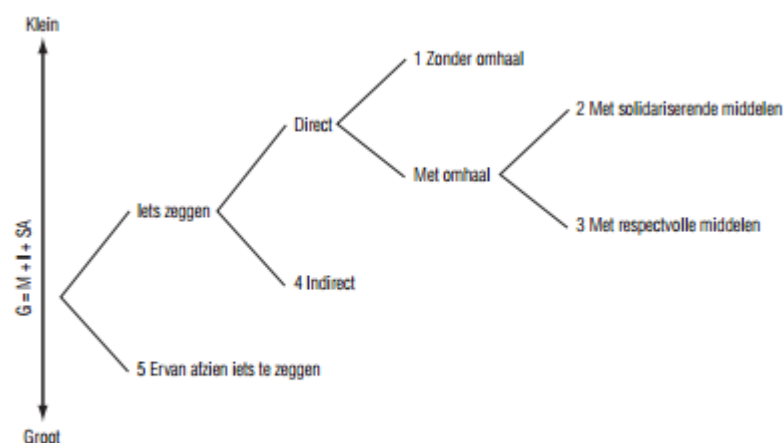 Klein
1 Zonder omhaal
2 Met solidariserende middelen
Direct
Met omhaal
Iets zeggen
3 Met respectvolle middelen
G = M + I + SA
4 Indirect
5 Ervan afzien iets te zeggen
Groot